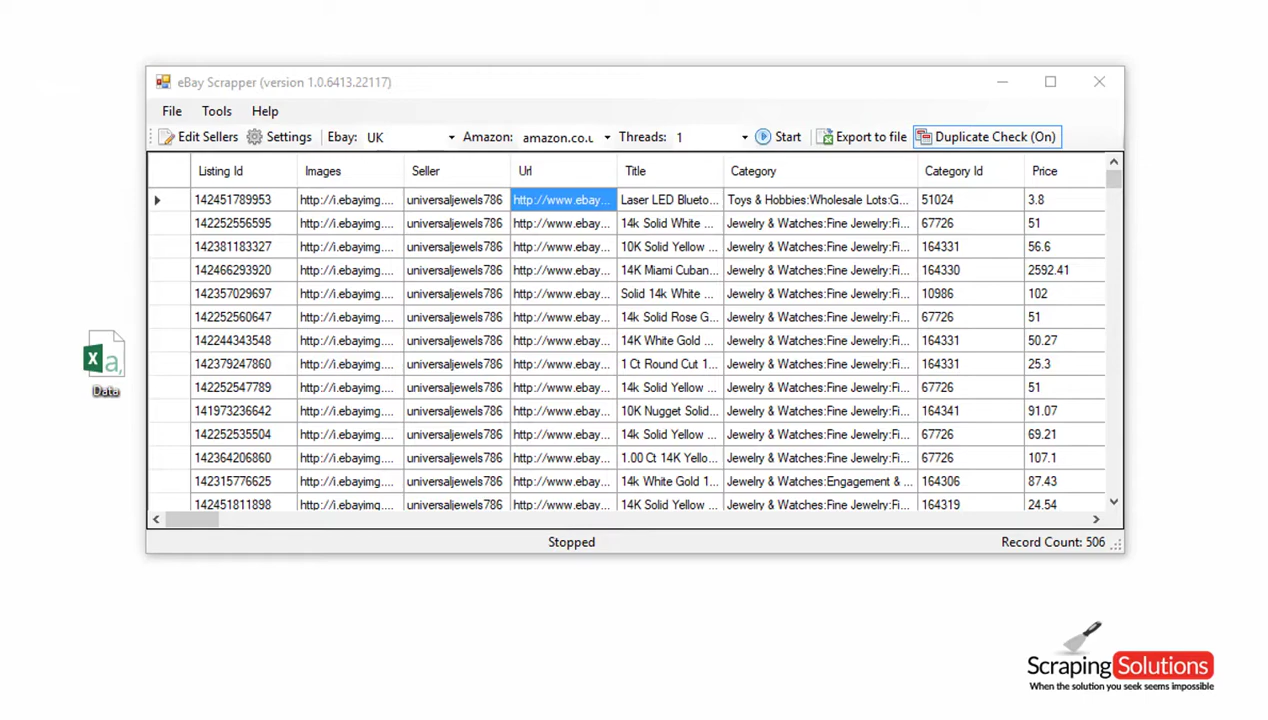 eBay Scrapper (version 1.0.6413.22117)
File Tools Help
Edit Sellers Settings Ebay: UK Amazon: amazon.co.u Threads: 1 Start Export to file Duplicate Check (On)
Listing Id Images Seller Url Title Category Category Id Price
142451789953 http://i.ebayimg.... universaljewels786 http://www.ebay... Laser LED Blueto... Toys & Hobbies:Wholesale Lots:G... 51024 3.8
142252556595 http://i.ebayimg.... universaljewels786 http://www.ebay... 14k Solid White ... Jewelry & Watches:Fine Jewelry:Fi... 67726 51
142381183327 http://i.ebayimg.... universaljewels786 http://www.ebay... 10K Solid Yellow ... Jewelry & Watches:Fine Jewelry:Fi... 164331 56.6
142466293920 http://i.ebayimg.... universaljewels786 http://www.ebay... 14K Miami Cuban... Jewelry & Watches:Fine Jewelry:Fi... 164330 2592.41
142357029697 http://i.ebayimg.... universaljewels786 http://www.ebay... Solid 14k White ... Jewelry & Watches:Fine Jewelry:Fi... 10986 102
142252560647 http://i.ebayimg.... universaljewels786 http://www.ebay... 14k Solid Rose G... Jewelry & Watches:Fine Jewelry:Fi... 67726 51
142244343548 http://i.ebayimg.... universaljewels786 http://www.ebay... 14K White Gold ... Jewelry & Watches:Fine Jewelry:Fi... 164331 50.27
142379247860 http://i.ebayimg.... universaljewels786 http://www.ebay... 1 Ct Round Cut 1... Jewelry & Watches:Fine Jewelry:Fi... 164331 25.3
142252547789 http://i.ebayimg.... universaljewels786 http://www.ebay... 14k Solid Yellow ... Jewelry & Watches:Fine Jewelry:Fi... 67726 51
141973236642 http://i.ebayimg.... universaljewels786 http://www.ebay... 10K Nugget Solid... Jewelry & Watches:Fine Jewelry:Fi... 164341 91.07
142252535504 http://i.ebayimg.... universaljewels786 http://www.ebay... 14k Solid Yellow ... Jewelry & Watches:Fine Jewelry:Fi... 67726 69.21
142364206860 http://i.ebayimg.... universaljewels786 http://www.ebay... 1.00 Ct 14K Yello... Jewelry & Watches:Fine Jewelry:Fi... 67726 107.1
142315776625 http://i.ebayimg.... universaljewels786 http://www.ebay... 14k White Gold 1... Jewelry & Watches:Engagement & ... 164306 87.43
142451811898 http://i.ebayimg.... universaljewels786 http://www.ebay... 14K Solid Yellow ... Jewelry & Watches:Fine Jewelry:Fi... 164319 24.54
Stopped Record Count: 506
Data
Scraping Solutions
When the solution you seek seems impossible